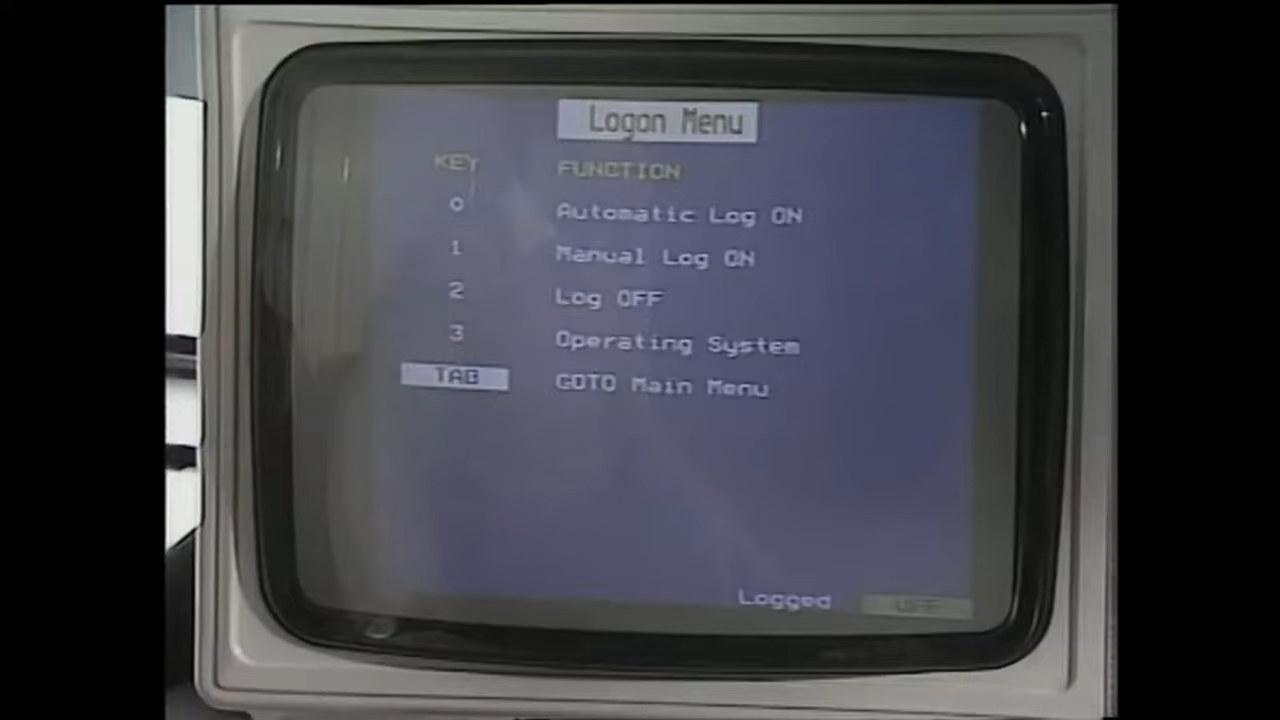 Logon Menu
KEY FUNCTION
0 Automatic Log ON
1 Manual Log ON
2 Log OFF
3 Operating System
TAB GOTO Main Menu
Logged OFF